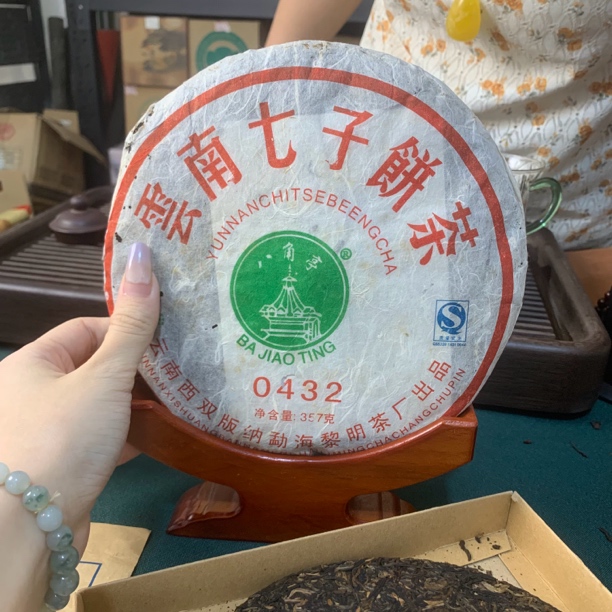 雲南七子餅茶
YUNNANCHITSEBEENGCHA
八角亭
®
BA JIAO TING
S
0432
净含量:357克
云南西双版纳勐海黎明茶厂出品